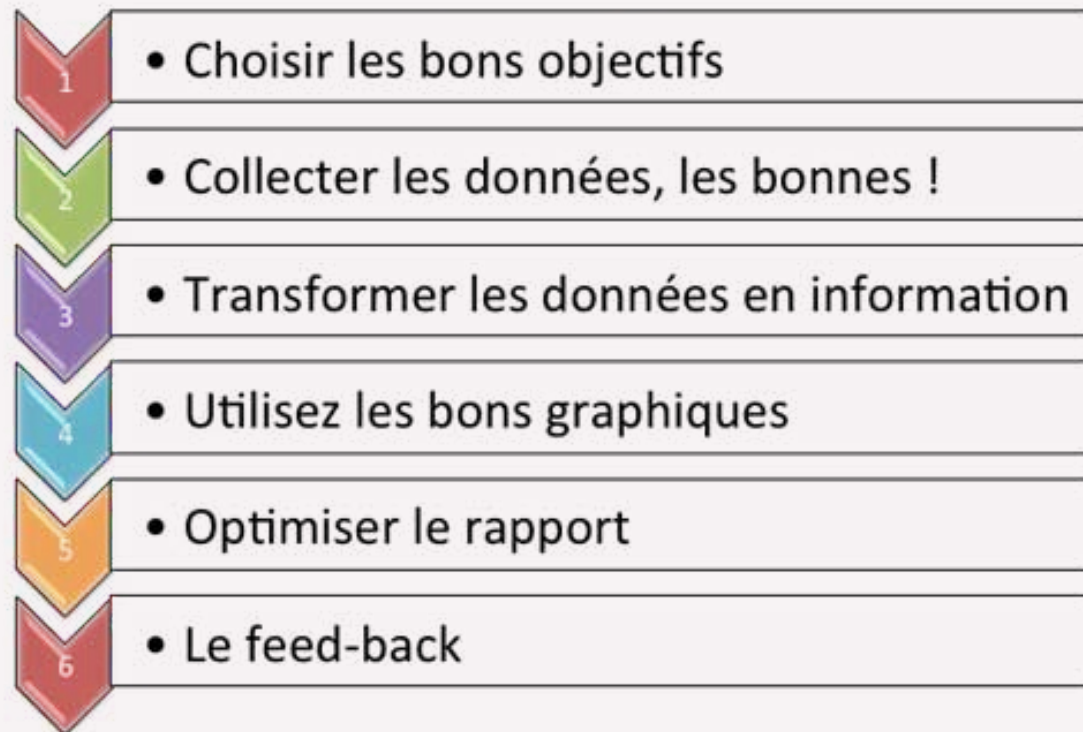 1 • Choisir les bons objectifs
2 • Collecter les données, les bonnes !
3 • Transformer les données en information
4 • Utilisez les bons graphiques
5 • Optimiser le rapport
6 • Le feed-back